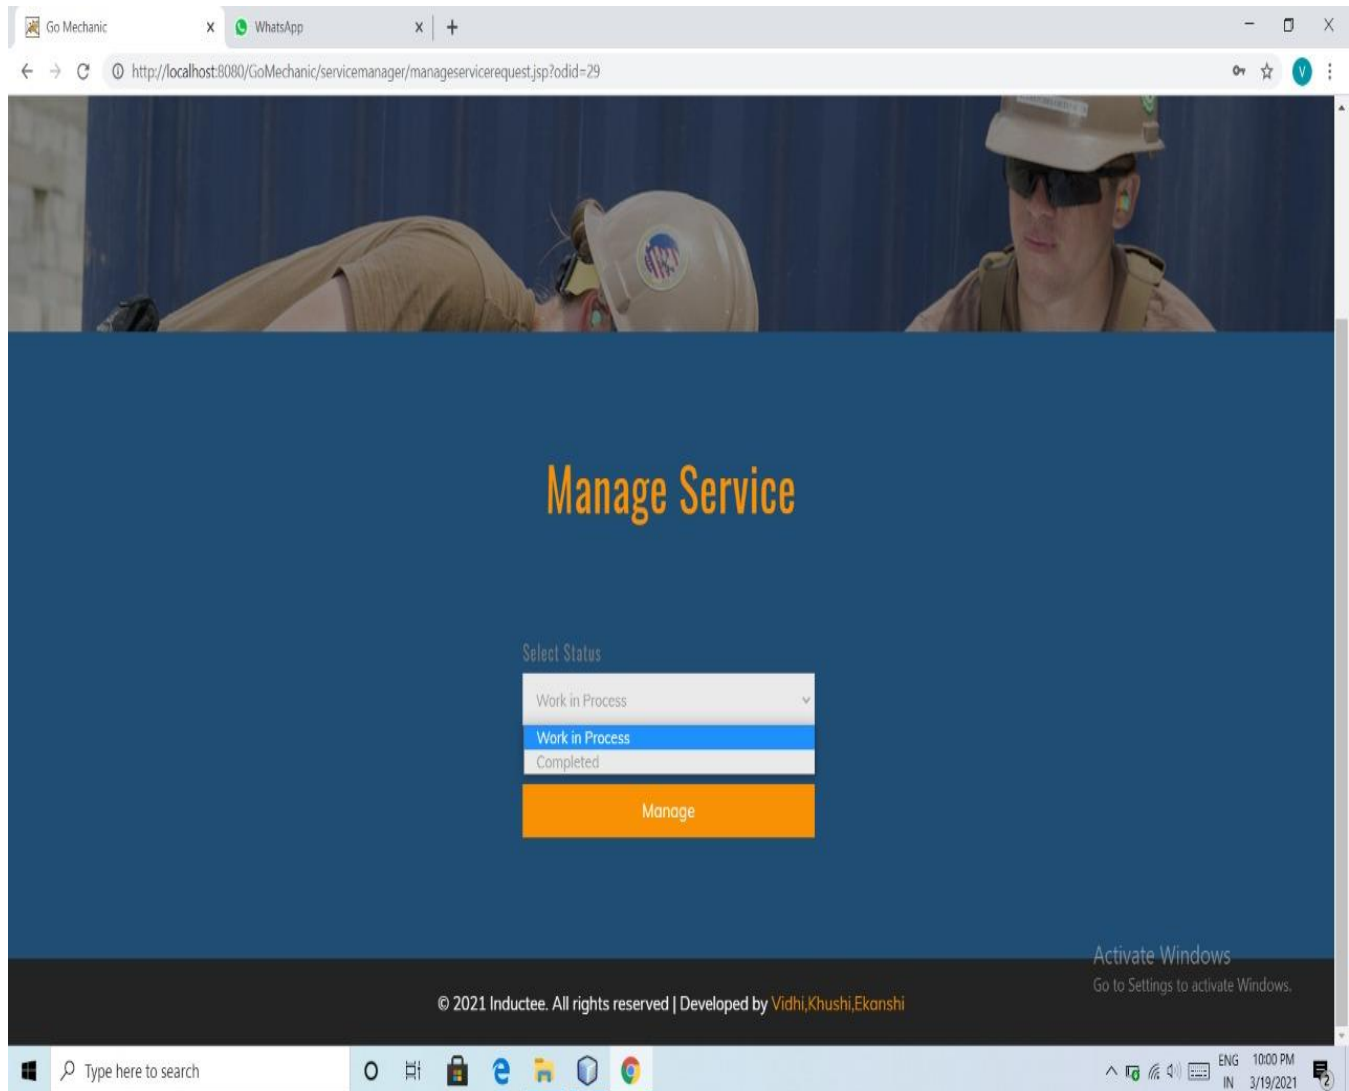 Go Mechanic
WhatsApp
http://localhost:8080/GoMechanic/servicemanager/manageservicerequest.jsp?odid=29
V
Manage Service
Select Status
Work in Process
Work in Process
Completed
Manage
Activate Windows
Go to Settings to activate Windows.
© 2021 Inductee. All rights reserved | Developed by Vidhi,Khushi,Ekanshi
Type here to search
ENG
IN
10:00 PM
3/19/2021
2